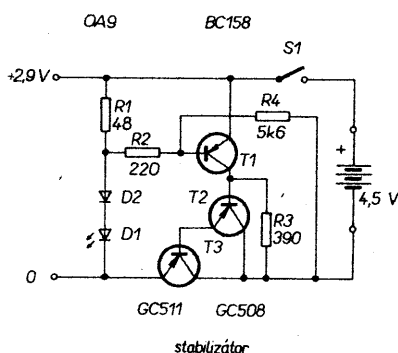 OA9 BC158
S1
+2,9 V
R1
48
R4
5k6
R2
220
T1
+
D2
T2
4,5 V
D1
T3
R3
390
0
GC511 GC508
stabilizátor